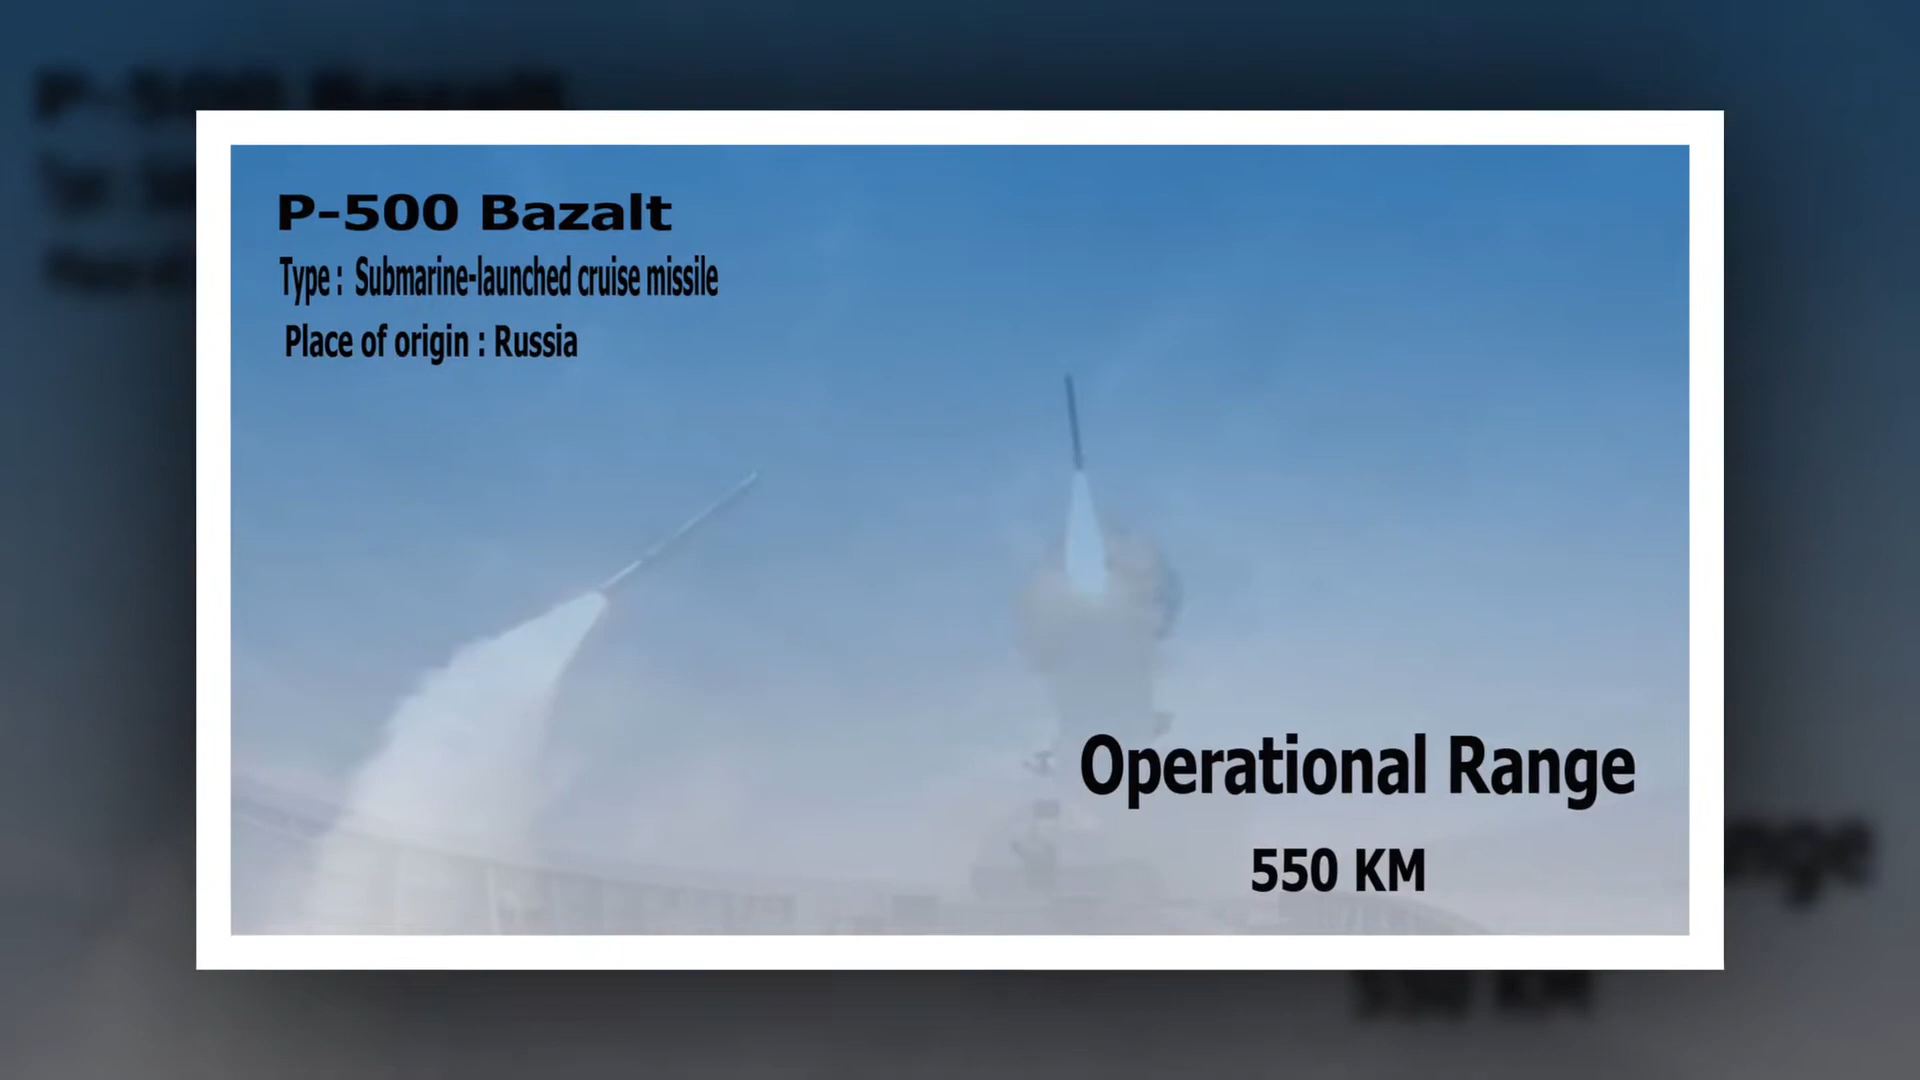 P-500 Bazalt
Type : Submarine-launched cruise missile
Place of origin : Russia
Operational Range
550 KM